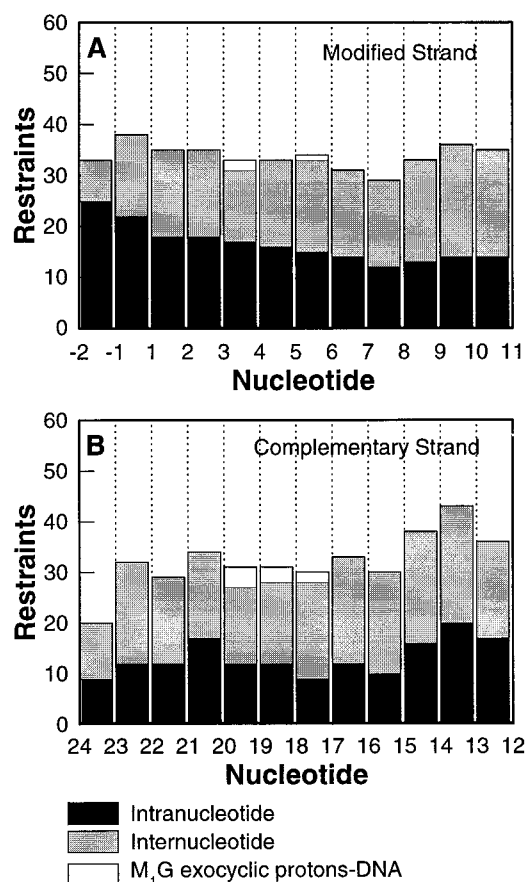 60
A
Modified Strand
50
40
Restraints
30
20
10
0
-2 -1 1 2 3 4 5 6 7 8 9 10 11
Nucleotide
60
B
Complementary Strand
50
40
Restraints
30
20
10
0
24 23 22 21 20 19 18 17 16 15 14 13 12
Nucleotide
Intranucleotide
Internucleotide
M₁G exocyclic protons-DNA